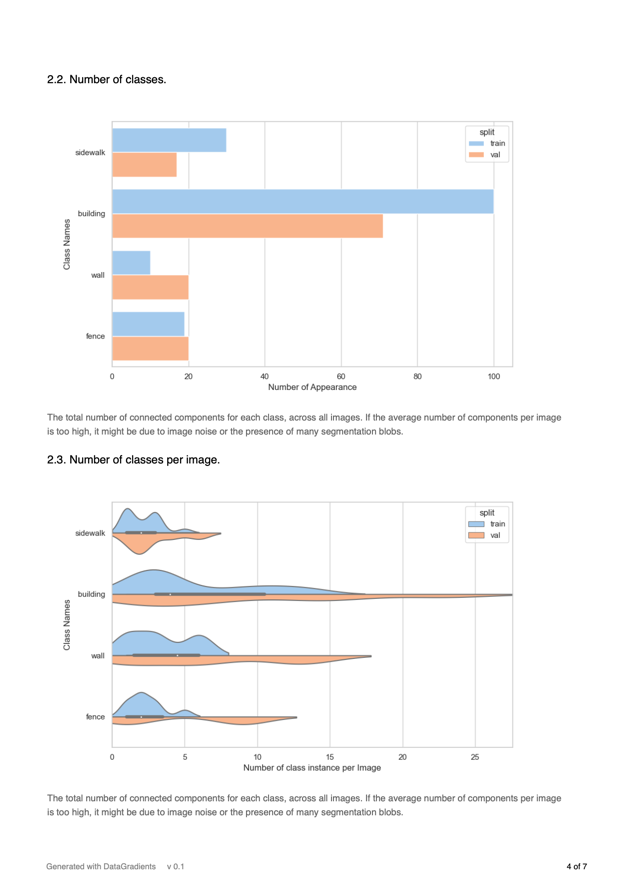 2.2. Number of classes.
split
train
val
sidewalk
building
wall
fence
Class Names
0 20 40 60 80 100
Number of Appearance
The total number of connected components for each class, across all images. If the average number of components per image
is too high, it might be due to image noise or the presence of many segmentation blobs.
2.3. Number of classes per image.
split
train
val
sidewalk
building
wall
fence
Class Names
0 5 10 15 20 25
Number of class instance per Image
The total number of connected components for each class, across all images. If the average number of components per image
is too high, it might be due to image noise or the presence of many segmentation blobs.
Generated with DataGradients v 0.1
4 of 7